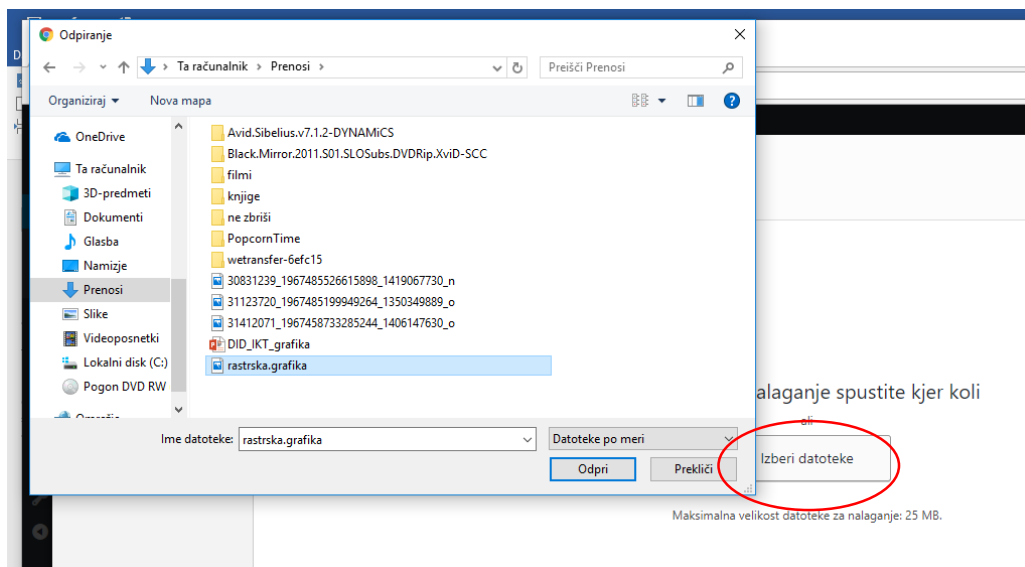 Odpiranje
D
Ta računalnik > Prenosi >
Preišči Prenosi
Organiziraj
Nova mapa
OneDrive
Ta računalnik
3D-predmeti
Dokumenti
Glasba
Namizje
Prenosi
Slike
Videoposnetki
Lokalni disk (C:)
Pogon DVD RW
Avid.Sibelius.v7.1.2-DYNAMiCS
Black.Mirror.2011.S01.SLOSubs.DVDRip.XviD-SCC
filmi
knjige
ne zbriši
PopcornTime
wetransfer-6efc15
30831239_1967485526615898_1419067730_n
31123720_1967485199949264_1350349889_o
31412071_1967458733285244_1406147630_o
DID_IKT_grafika
rastrska.grafika
Ime datoteke: rastrska.grafika
Datoteke po meri
Odpri
Prekliči
alaganje spustite kjer koli
ali
Izberi datoteke
Maksimalna velikost datoteke za nalaganje: 25 MB.